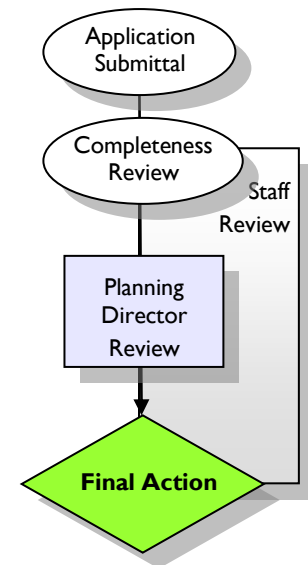 Application
Submittal
Completeness
Review
Staff
Review
Planning
Director
Review
Final Action